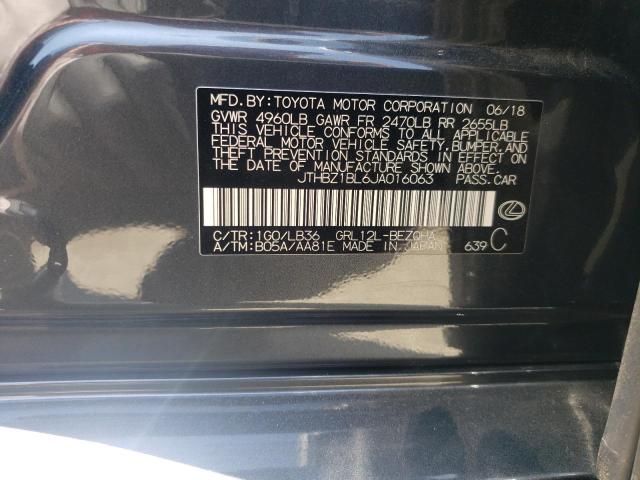 MFD.BY:TOYOTA MOTOR CORPORATION 06/18
GVWR 4960LB GAWR FR 2470LB RR 2655LB
THIS VEHICLE CONFORMS TO ALL APPLICABLE
FEDERAL MOTOR VEHICLE SAFETY,BUMPER, AND
THEFT PREVENTION STANDARDS IN EFFECT ON
THE DATE OF MANUFACTURE SHOWN ABOVE.
JTHBZ1BL6JA016063 PASS.CAR
C/TR:1G0/LB36 GRL12L-BEZQHA C
A/TM:B05A/AA81E MADE IN JAPAN 639